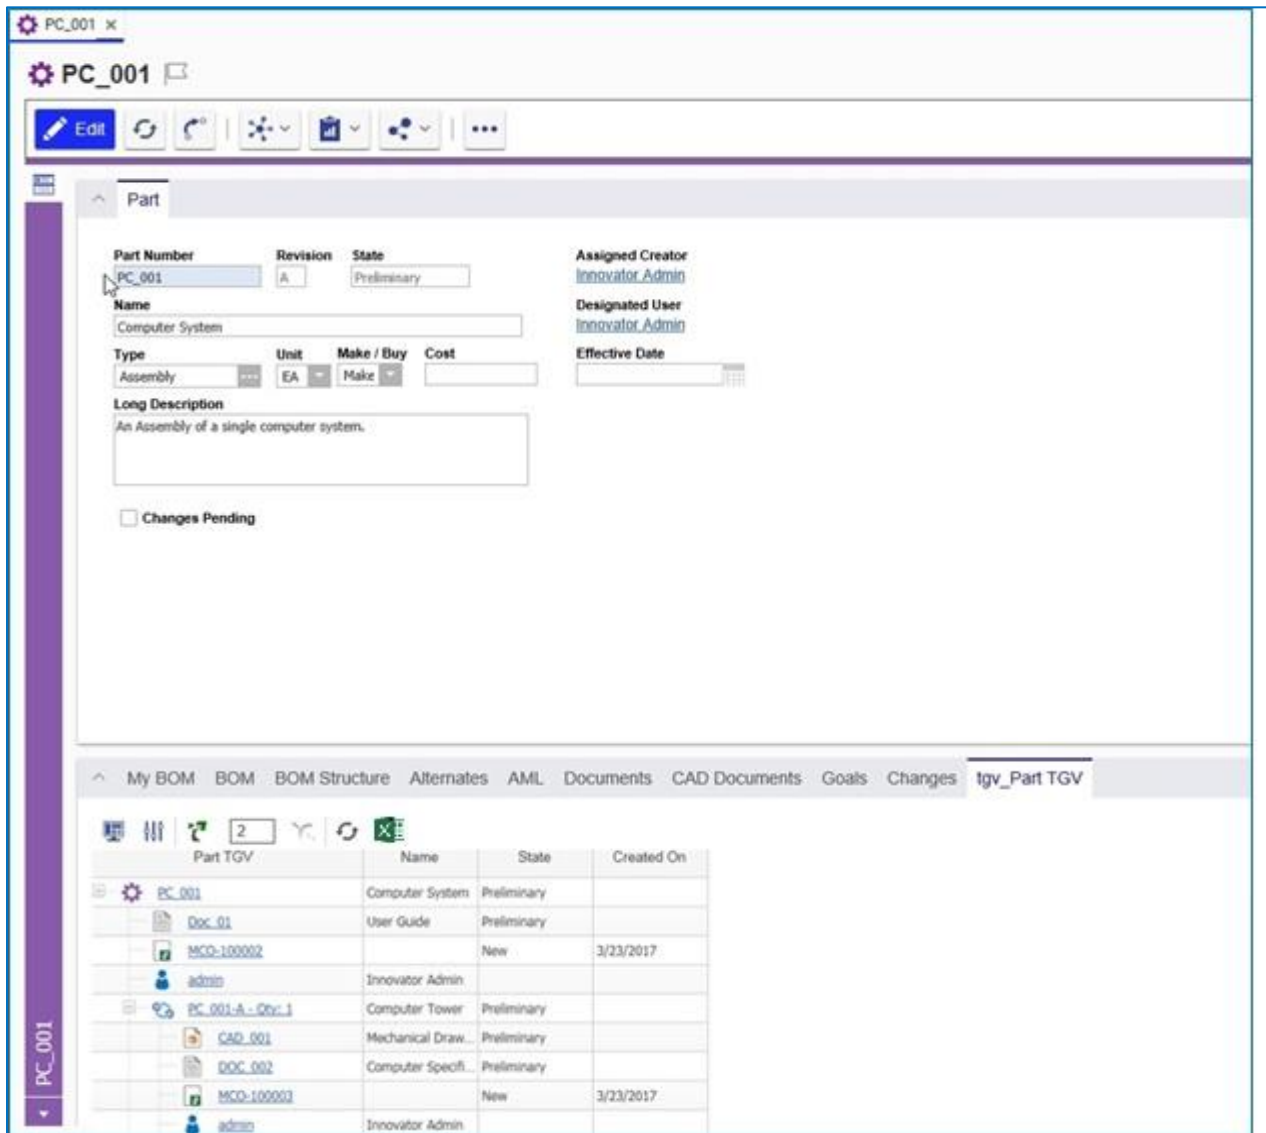 PC_001 ×
PC_001
Edit
Part
Part Number Revision State Assigned Creator
PC_001 A Preliminary Innovator Admin
Name Designated User
Computer System Innovator Admin
Type Unit Make / Buy Cost Effective Date
Assembly EA Make
Long Description
An Assembly of a single computer system.
Changes Pending
My BOM BOM BOM Structure Alternates AML Documents CAD Documents Goals Changes tgv_Part TGV
2
Part TGV Name State Created On
PC_001 Computer System Preliminary
Doc_01 User Guide Preliminary
MCO-100002 New 3/23/2017
admin Innovator Admin
PC_001-A - Qty: 1 Computer Tower Preliminary
CAD_001 Mechanical Draw... Preliminary
DOC_002 Computer Specifi... Preliminary
MCO-100003 New 3/23/2017
admin Innovator Admin
PC_001